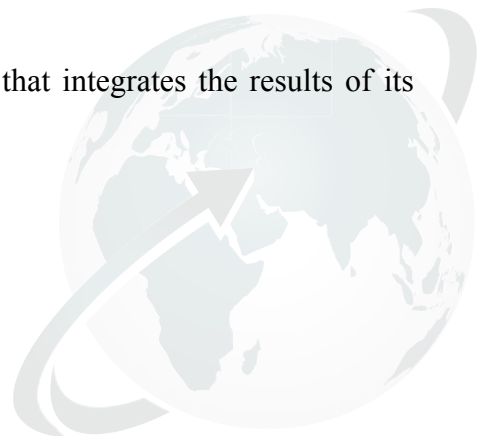 that integrates the results of its